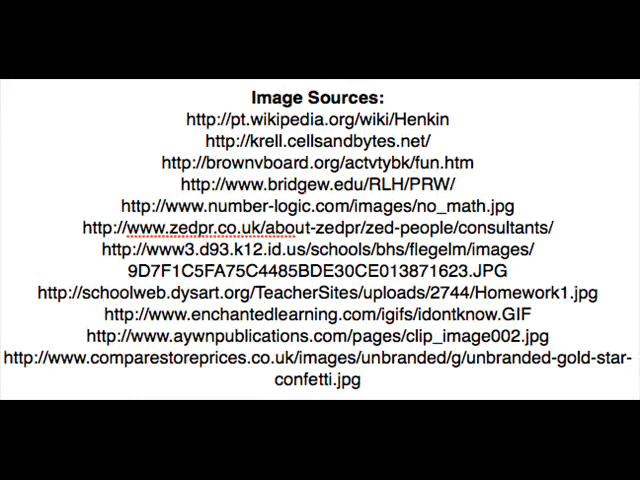 Image Sources:
http://pt.wikipedia.org/wiki/Henkin
http://krell.cellsandbytes.net/
http://brownvboard.org/actvtybk/fun.htm
http://www.bridgew.edu/RLH/PRW/
http://www.number-logic.com/images/no_math.jpg
http://www.zedpr.co.uk/about-zedpr/zed-people/consultants/
http://www3.d93.k12.id.us/schools/bhs/flegelm/images/
9D7F1C5FA75C4485BDE30CE013871623.JPG
http://schoolweb.dysart.org/TeacherSites/uploads/2744/Homework1.jpg
http://www.enchantedlearning.com/igifs/idontknow.GIF
http://www.aywnpublications.com/pages/clip_image002.jpg
http://www.comparestoreprices.co.uk/images/unbranded/g/unbranded-gold-star-
confetti.jpg